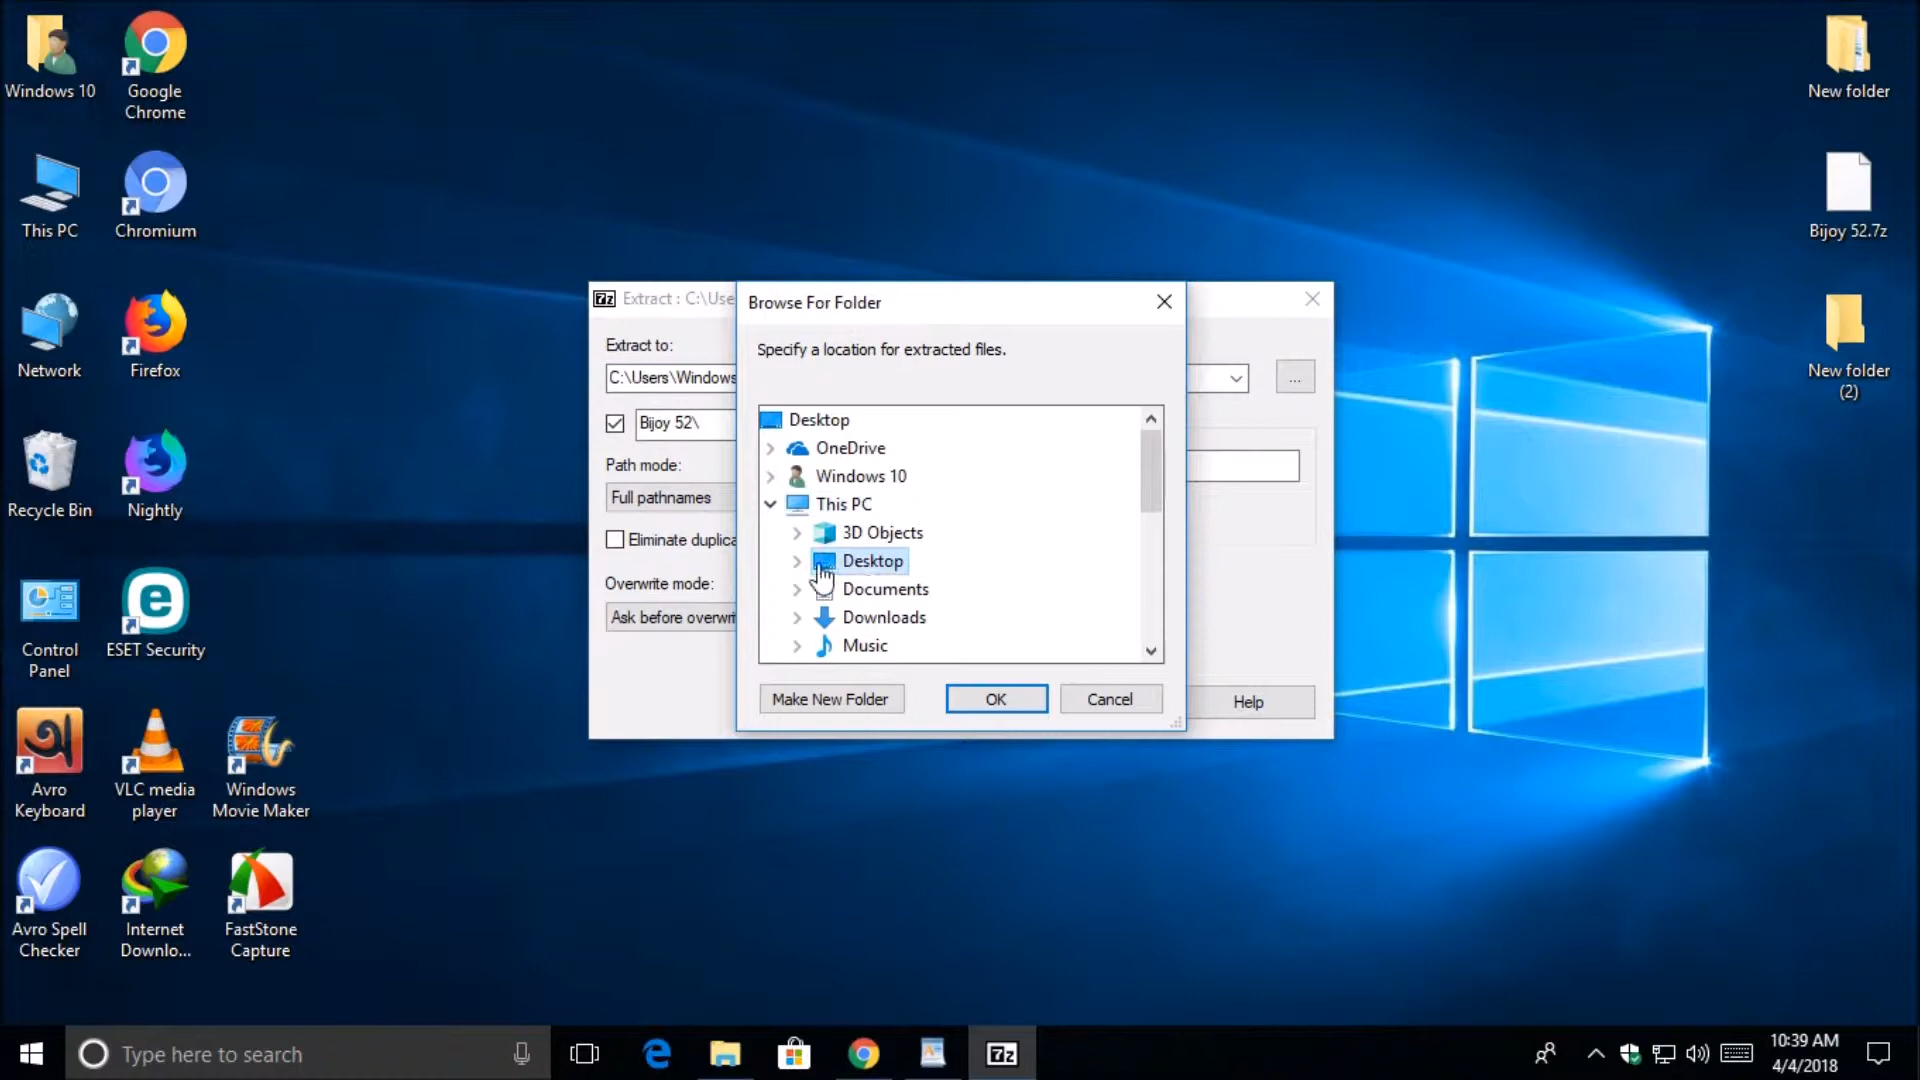 Windows 10
Google
Chrome
This PC
Chromium
Network
Firefox
Recycle Bin
Nightly
Control
Panel
ESET Security
Avro
Keyboard
VLC media
player
Windows
Movie Maker
Avro Spell
Checker
Internet
Downlo...
FastStone
Capture
New folder
Bijoy 52.7z
New folder
(2)
7z Extract : C:\Use
Extract to:
C:\Users\Windows
...
Bijoy 52\
Path mode:
Full pathnames
Eliminate duplica
Overwrite mode:
Ask before overwri
Help
Browse For Folder
Specify a location for extracted files.
Desktop
OneDrive
Windows 10
This PC
3D Objects
Desktop
Documents
Downloads
Music
Make New Folder
OK
Cancel
Type here to search
7z
10:39 AM
4/4/2018